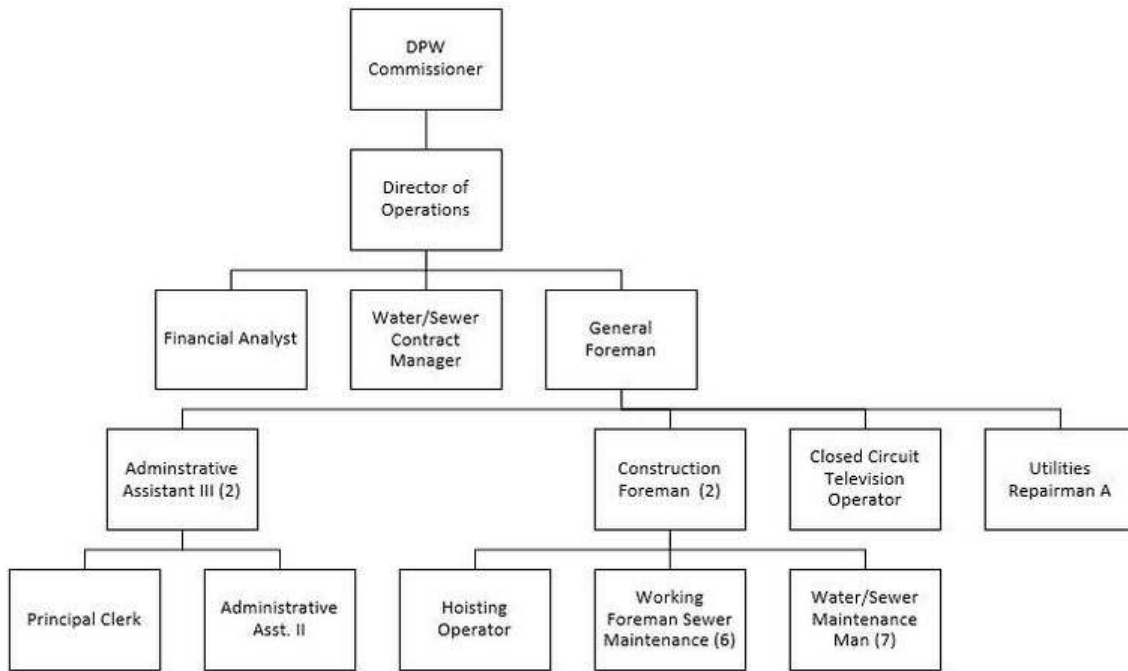 DPW
Commissioner
Director of
Operations
Financial Analyst
Water/Sewer
Contract
Manager
General
Foreman
Adminstrative
Assistant III (2)
Construction
Foreman (2)
Closed Circuit
Television
Operator
Utilities
Repairman A
Principal Clerk
Administrative
Asst. II
Hoisting
Operator
Working
Foreman Sewer
Maintenance (6)
Water/Sewer
Maintenance
Man (7)